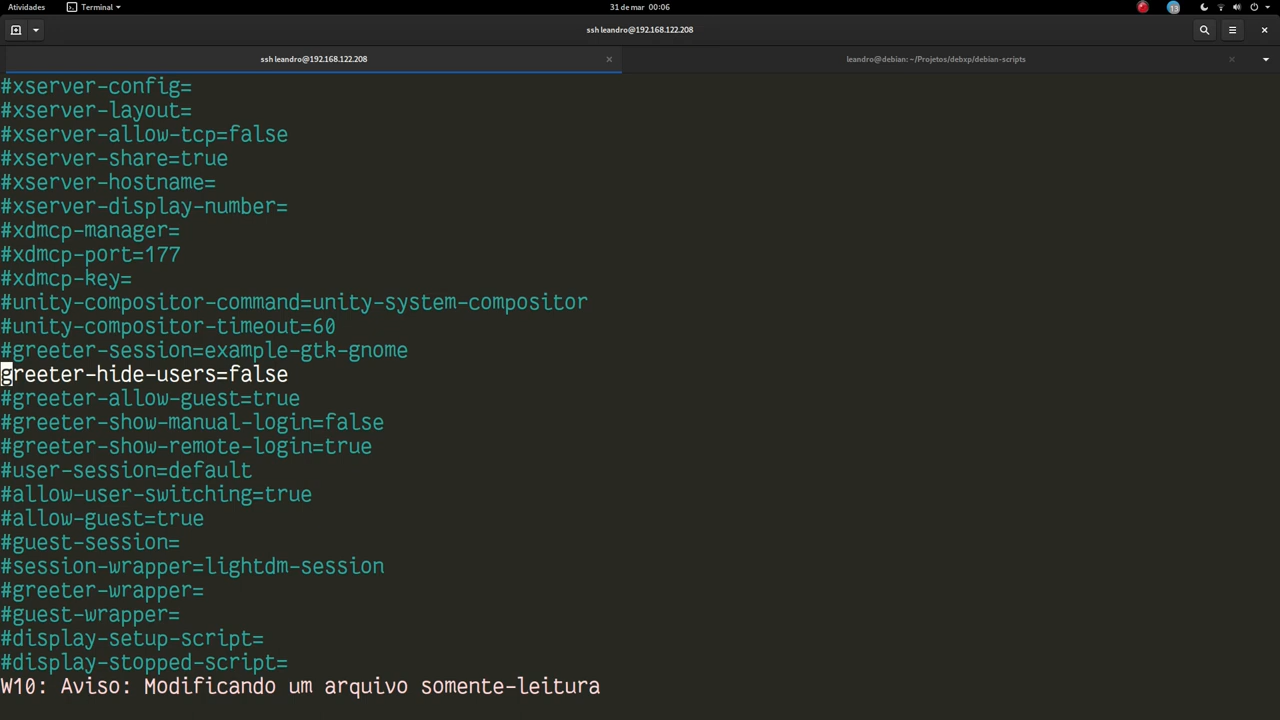 Atividades
Terminal
31 de mar 00:06
13
ssh leandro@192.168.122.208
ssh leandro@192.168.122.208
leandro@debian: ~/Projetos/debxp/debian-scripts
#xserver-config=
#xserver-layout=
#xserver-allow-tcp=false
#xserver-share=true
#xserver-hostname=
#xserver-display-number=
#xdmcp-manager=
#xdmcp-port=177
#xdmcp-key=
#unity-compositor-command=unity-system-compositor
#unity-compositor-timeout=60
#greeter-session=example-gtk-gnome
greeter-hide-users=false
#greeter-allow-guest=true
#greeter-show-manual-login=false
#greeter-show-remote-login=true
#user-session=default
#allow-user-switching=true
#allow-guest=true
#guest-session=
#session-wrapper=lightdm-session
#greeter-wrapper=
#guest-wrapper=
#display-setup-script=
#display-stopped-script=
W10: Aviso: Modificando um arquivo somente-leitura